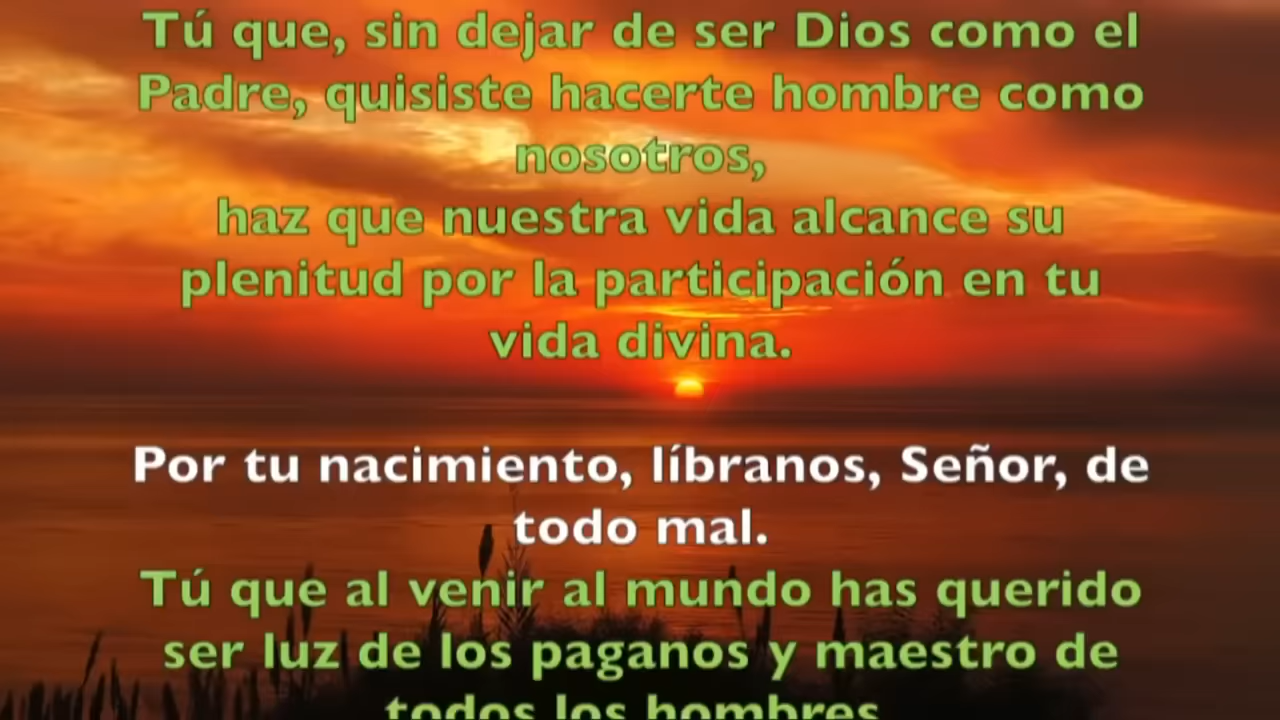 Tú que, sin dejar de ser Dios como el
Padre, quisiste hacerte hombre como
nosotros,
haz que nuestra vida alcance su
plenitud por la participación en tu
vida divina.
Por tu nacimiento, líbranos, Señor, de
todo mal.
Tú que al venir al mundo has querido
ser luz de los paganos y maestro de
todos los hombres